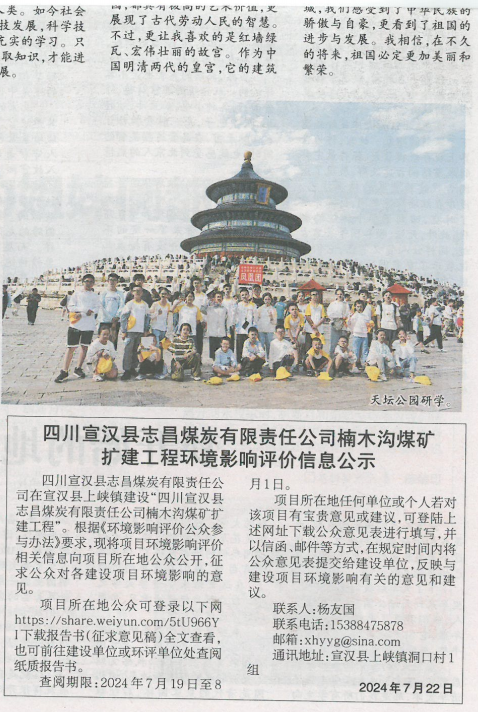 人类。如今社会
技发展,科学技
充实的学习。只
取知识,才能进
展。
因,都具有极高的艺术价值,更
展现了古代劳动人民的智慧。
不过,更让我喜欢的是红墙绿
瓦、宏伟壮丽的故宫。作为中
国明清两代的皇宫,它的建筑
城,我们感受到了中华民族的
骄傲与自豪,更看到了祖国的
进步与发展。我相信,在不久
的将来,祖国必定更加美丽和
繁荣。
凤凰园
天坛公园研学。
四川宣汉县志昌煤炭有限责任公司楠木沟煤矿
扩建工程环境影响评价信息公示
四川宣汉县志昌煤炭有限责任公
司在宣汉县上峡镇建设“四川宣汉县
志昌煤炭有限责任公司楠木沟煤矿扩
建工程”。根据《环境影响评价公众参
与办法》要求,现将项目环境影响评价
相关信息向项目所在地公众公开,征
求公众对各建设项目环境影响的意
见。
项目所在地公众可登录以下网
https://share.weiyun.com/5tU966Y
1下载报告书(征求意见稿)全文查看,
也可前往建设单位或环评单位处查阅
纸质报告书。
查阅期限:2024年7月19日至8
月1日。
项目所在地任何单位或个人若对
该项目有宝贵意见或建议,可登陆上
述网址下载公众意见表进行填写,并
以信函、邮件等方式,在规定时间内将
公众意见表提交给建设单位,反映与
建设项目环境影响有关的意见和建
议。
联系人:杨友国
联系电话:15388475878
邮箱:xhyyg@sina.com
通讯地址:宣汉县上峡镇洞口村1
组
2024年7月22日